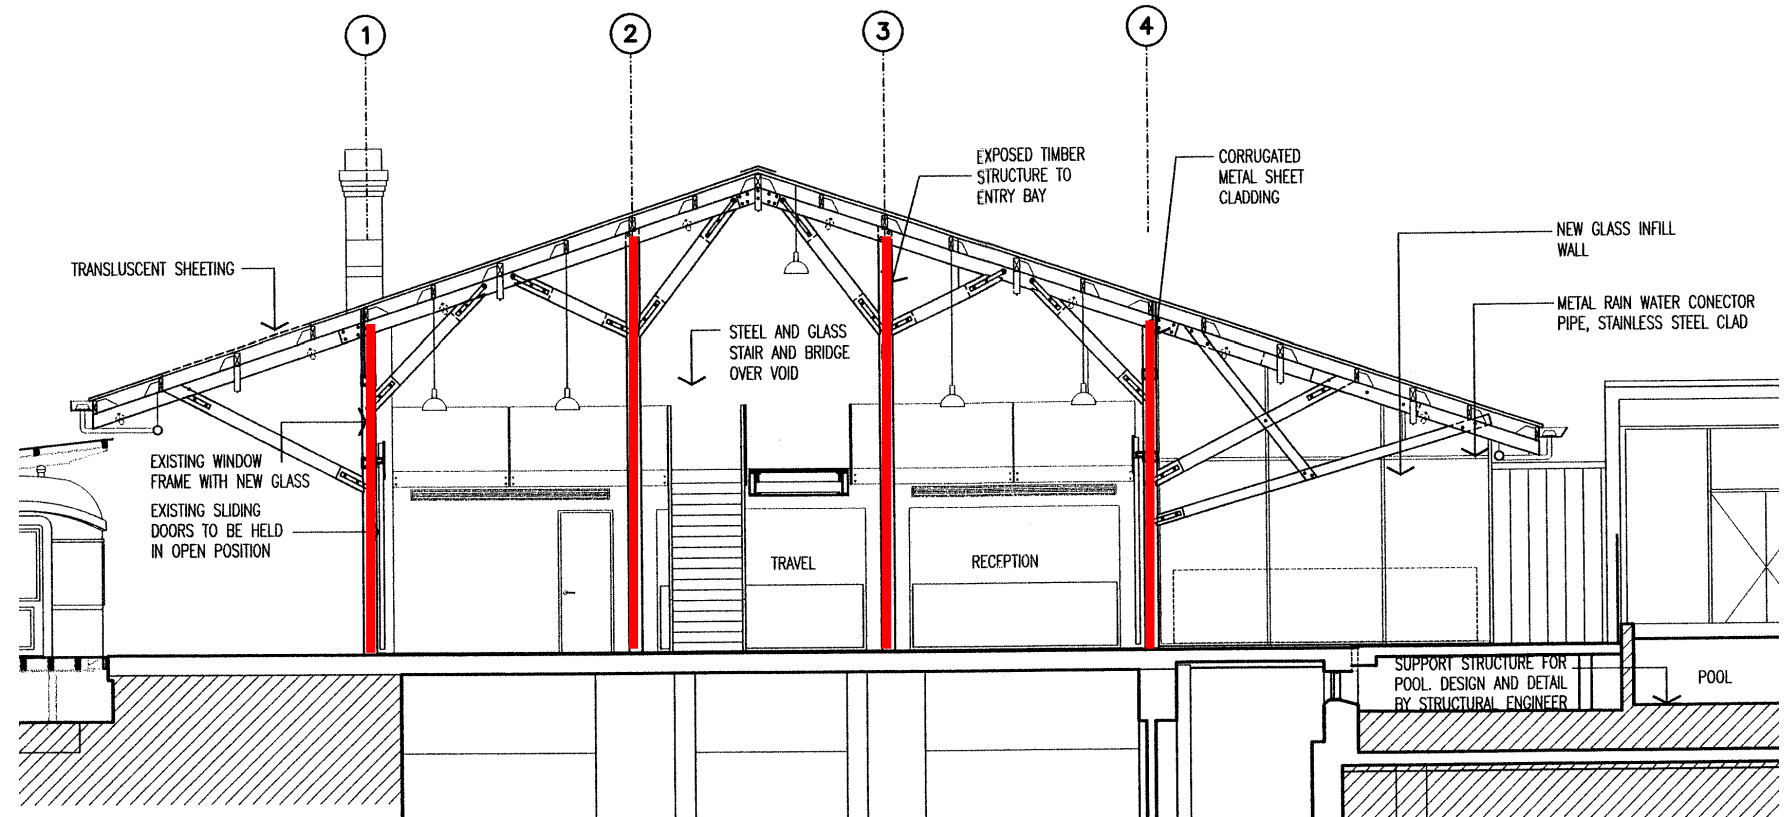 1
2
3
4
EXPOSED TIMBER
STRUCTURE TO
ENTRY BAY
CORRUGATED
METAL SHEET
CLADDING
NEW GLASS INFILL
WALL
TRANSLUSCENT SHEETING
METAL RAIN WATER CONECTOR
PIPE, STAINLESS STEEL CLAD
STEEL AND GLASS
STAIR AND BRIDGE
OVER VOID
EXISTING WINDOW
FRAME WITH NEW GLASS
EXISTING SLIDING
DOORS TO BE HELD
IN OPEN POSITION
TRAVEL
RECEPTION
SUPPORT STRUCTURE FOR
POOL. DESIGN AND DETAIL
BY STRUCTURAL ENGINEER
POOL